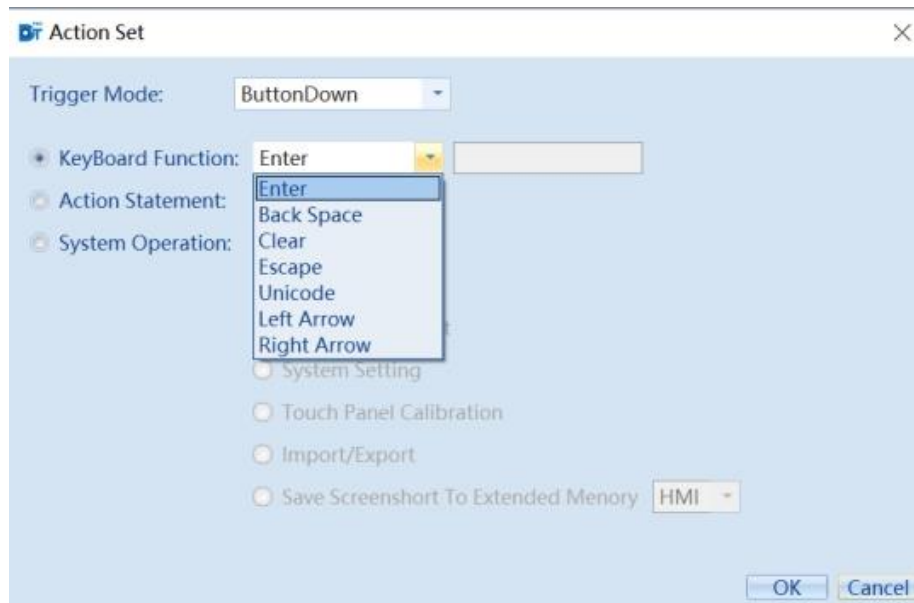 Action Set
Trigger Mode: ButtonDown
KeyBoard Function: Enter
Enter
Action Statement:
Back Space
Clear
System Operation:
Escape
Unicode
Left Arrow
Right Arrow
System Setting
Touch Panel Calibration
Import/Export
Save Screenshort To Extended Menory HMI
OK Cancel